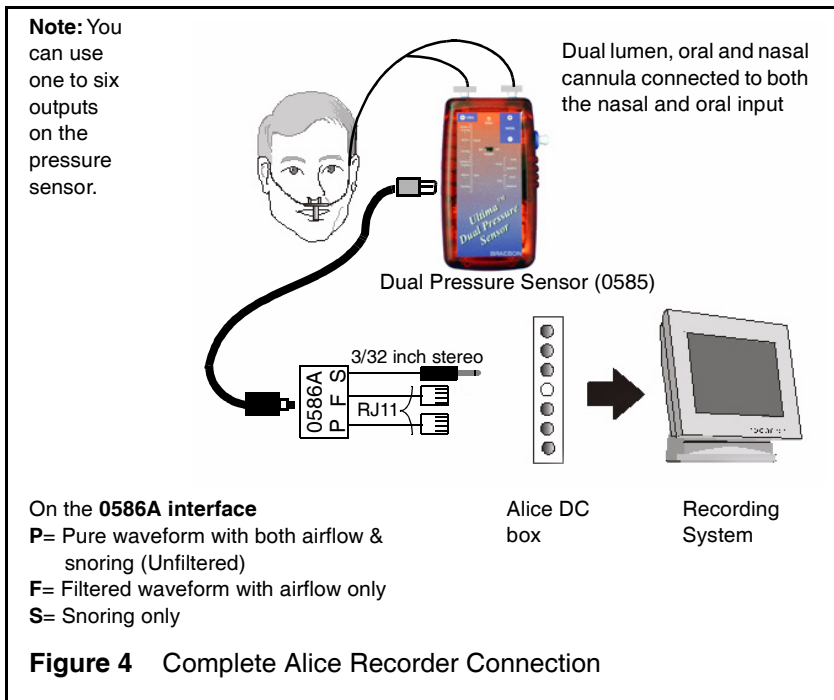 Note: You
can use
one to six
outputs
on the
pressure
sensor.
Dual lumen, oral and nasal
cannula connected to both
the nasal and oral input
Ultima™
Dual Pressure
Sensor
Dual Pressure Sensor (0585)
3/32 inch stereo
0586A
P F S
RJ11
On the 0586A interface
P= Pure waveform with both airflow &
snoring (Unfiltered)
F= Filtered waveform with airflow only
S= Snoring only
Alice DC
box
Recording
System
Figure 4 Complete Alice Recorder Connection